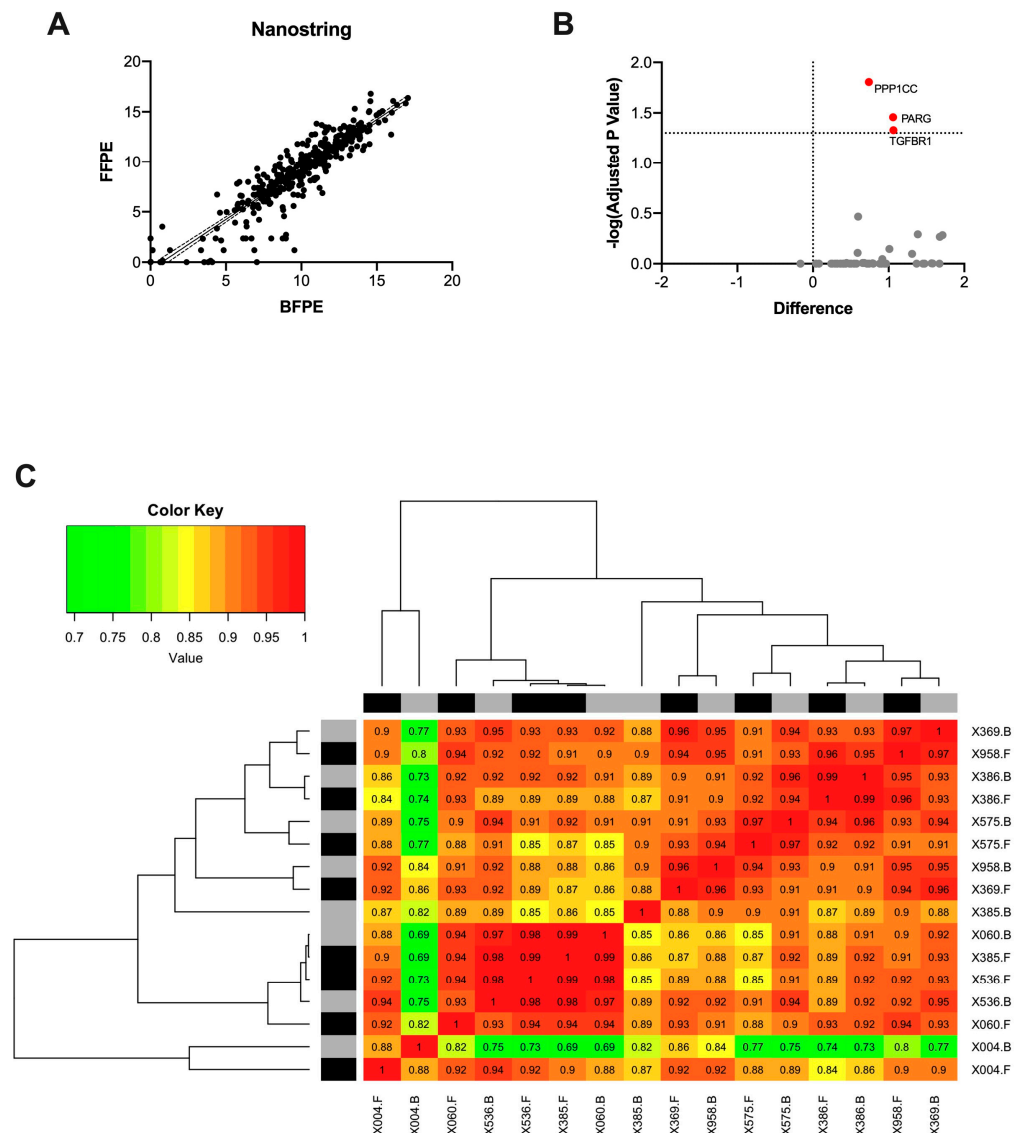 A
Nanostring
20
15
10
5
0
FFPE
0 5 10 15 20
BFPE
B
2.0
1.5
1.0
0.5
0.0
-log(Adjusted P Value)
PPP1CC
PARG
TGFBR1
-2 -1 0 1 2
Difference
C
Color Key
0.7 0.75 0.8 0.85 0.9 0.95 1
Value
0.9 0.77 0.93 0.95 0.93 0.93 0.92 0.88 0.96 0.95 0.91 0.94 0.93 0.93 0.97 1 X369.B
0.9 0.8 0.94 0.92 0.92 0.91 0.9 0.9 0.94 0.95 0.91 0.93 0.96 0.95 1 0.97 X958.F
0.86 0.73 0.92 0.92 0.92 0.92 0.91 0.89 0.9 0.91 0.92 0.96 0.99 1 0.95 0.93 X386.B
0.84 0.74 0.93 0.89 0.89 0.89 0.88 0.87 0.91 0.9 0.92 0.94 1 0.99 0.96 0.93 X386.F
0.89 0.75 0.9 0.94 0.91 0.92 0.91 0.91 0.91 0.93 0.97 1 0.94 0.96 0.93 0.94 X575.B
0.88 0.77 0.88 0.91 0.85 0.87 0.85 0.9 0.93 0.94 1 0.97 0.92 0.92 0.91 0.91 X575.F
0.92 0.84 0.91 0.92 0.88 0.88 0.86 0.9 0.96 1 0.94 0.93 0.9 0.91 0.95 0.95 X958.B
0.92 0.86 0.93 0.92 0.89 0.87 0.86 0.88 1 0.96 0.93 0.91 0.91 0.9 0.94 0.96 X369.F
0.87 0.82 0.89 0.89 0.85 0.86 0.85 1 0.88 0.9 0.9 0.91 0.87 0.89 0.9 0.88 X385.B
0.88 0.69 0.94 0.97 0.98 0.99 1 0.85 0.86 0.86 0.85 0.91 0.88 0.91 0.9 0.92 X060.B
0.9 0.69 0.94 0.98 0.99 1 0.99 0.86 0.87 0.88 0.87 0.92 0.89 0.92 0.91 0.93 X385.F
0.92 0.73 0.94 0.98 1 0.99 0.98 0.85 0.89 0.88 0.85 0.91 0.89 0.92 0.92 0.93 X536.F
0.94 0.75 0.93 1 0.98 0.98 0.97 0.89 0.92 0.92 0.91 0.94 0.89 0.92 0.92 0.95 X536.B
0.92 0.82 1 0.93 0.94 0.94 0.94 0.89 0.93 0.91 0.88 0.9 0.93 0.92 0.94 0.93 X060.F
0.88 1 0.82 0.75 0.73 0.69 0.69 0.82 0.86 0.84 0.77 0.75 0.74 0.73 0.8 0.77 X004.B
1 0.88 0.92 0.94 0.92 0.9 0.88 0.87 0.92 0.92 0.88 0.89 0.84 0.86 0.9 0.9 X004.F
X004.F X004.B X060.F X536.B X536.F X385.F X060.B X385.B X369.F X958.B X575.F X575.B X386.F X386.B X958.F X369.B